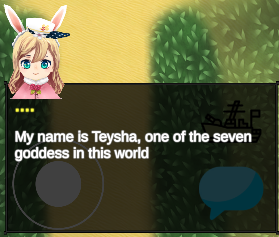 ....
My name is Teysha, one of the seven
goddess in this world